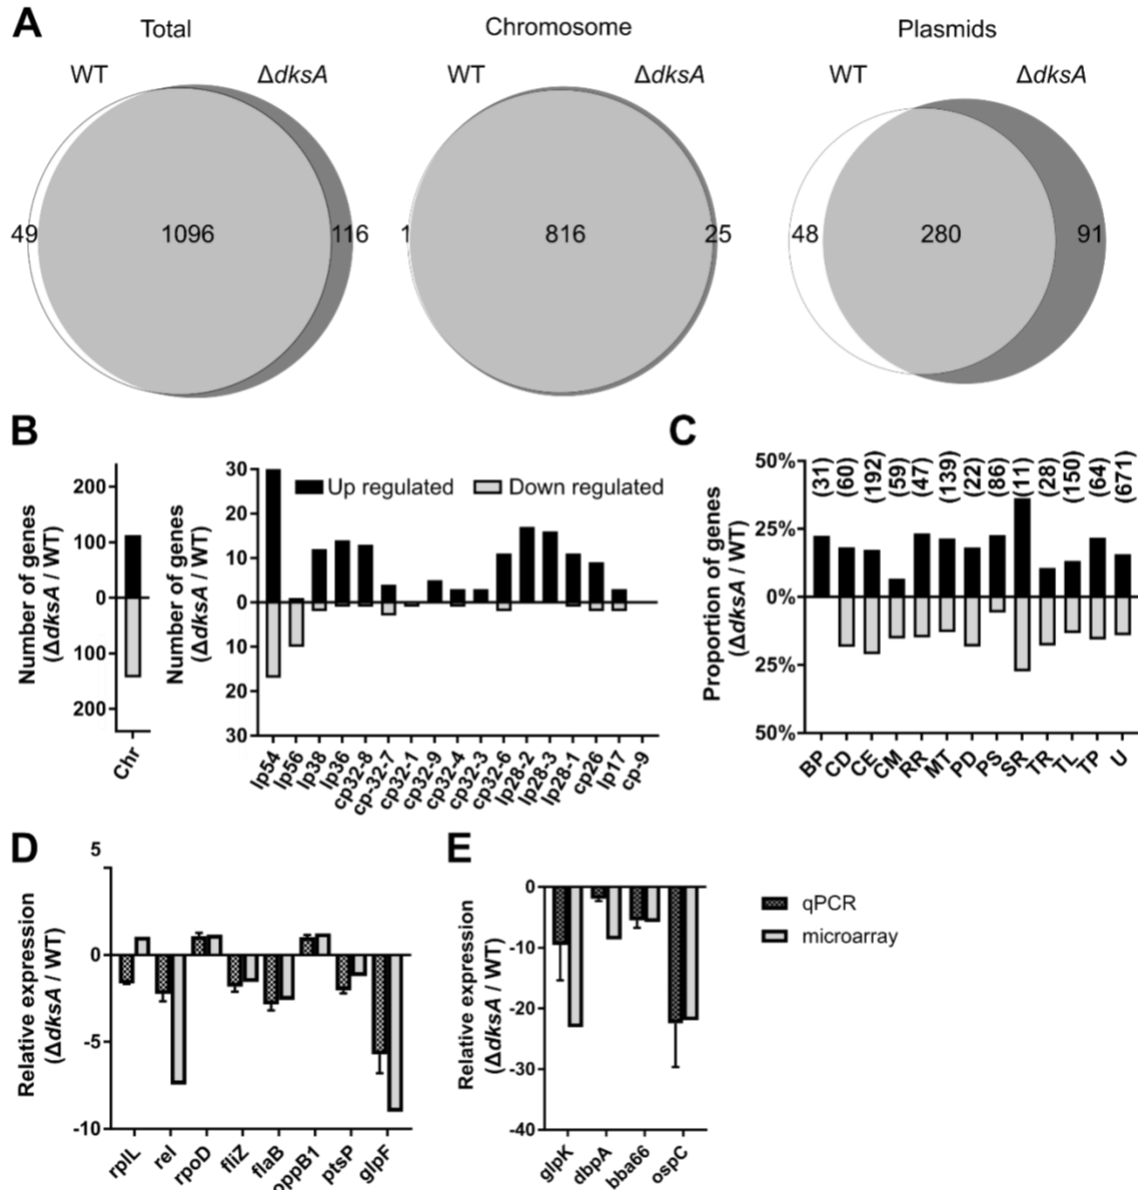 A
Total
Chromosome
Plasmids
WT
ΔdksA
WT
ΔdksA
WT
ΔdksA
49
1096
116
1
816
25
48
280
91
B
Number of genes
(ΔdksA / WT)
200
100
0
100
200
Chr
Number of genes
(ΔdksA / WT)
30
20
10
0
10
20
30
Up regulated
Down regulated
lp54
lp56
lp38
lp36
cp32-8
cp-32-7
cp32-1
cp32-9
cp32-4
cp32-3
cp32-6
lp28-2
lp28-3
lp28-1
cp26
lp17
cp-9
C
Proportion of genes
(ΔdksA / WT)
50%
25%
0%
25%
50%
(31)
(60)
(192)
(59)
(47)
(139)
(22)
(86)
(11)
(28)
(150)
(64)
(671)
BP
CD
CE
CM
RR
MT
PD
PS
SR
TR
TL
TP
U
D
Relative expression
(ΔdksA / WT)
5
0
-5
-10
rplL
rel
rpoD
fliZ
flaB
oppB1
ptsP
glpF
E
Relative expression
(ΔdksA / WT)
0
-10
-20
-30
-40
glpK
dbpA
bba66
ospC
qPCR
microarray